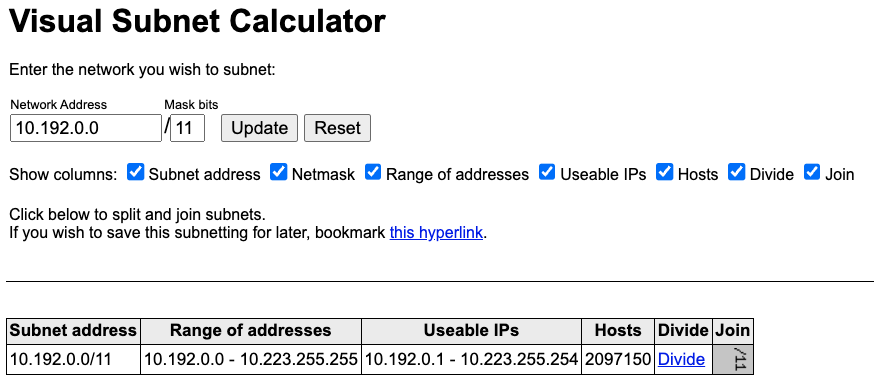 Visual Subnet Calculator
Enter the network you wish to subnet:
Network Address Mask bits
10.192.0.0 / 11 Update Reset
Show columns: Subnet address Netmask Range of addresses Useable IPs Hosts Divide Join
Click below to split and join subnets.
If you wish to save this subnetting for later, bookmark this hyperlink.
Subnet address Range of addresses Useable IPs Hosts Divide Join
10.192.0.0/11 10.192.0.0 - 10.223.255.255 10.192.0.1 - 10.223.255.254 2097150 Divide /11